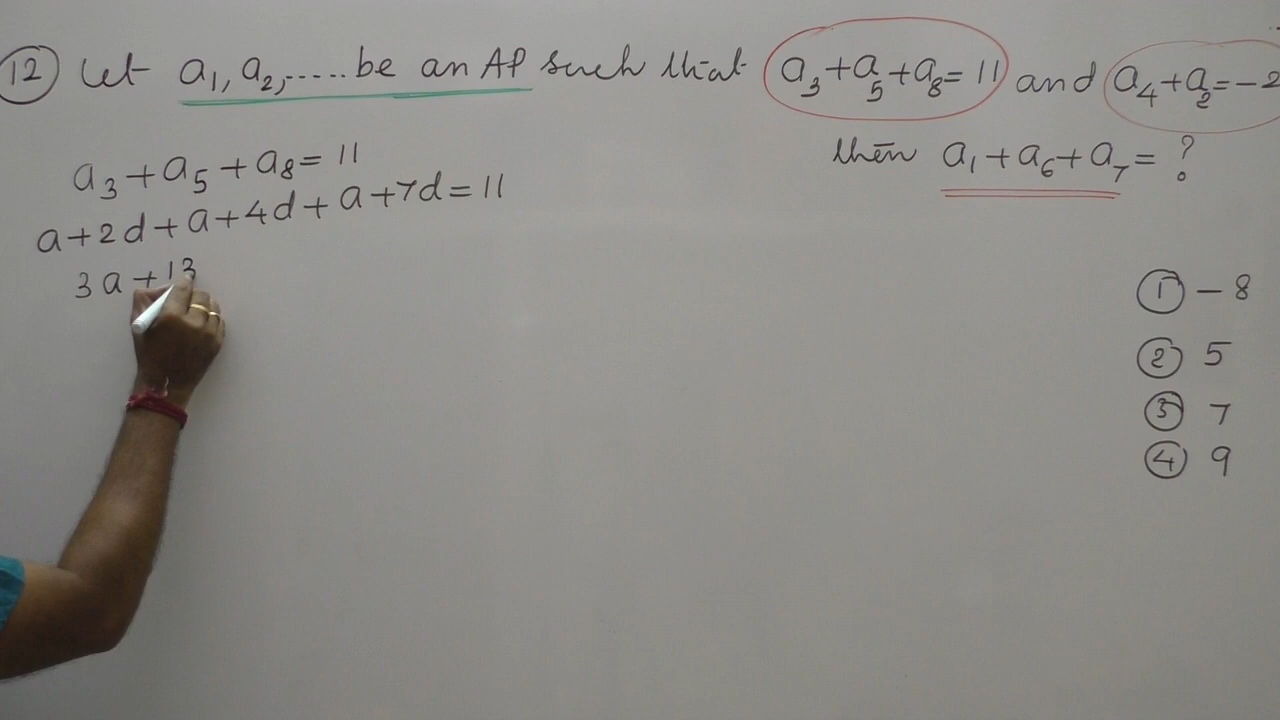 12 Let a₁, a₂, ..... be an AP such that a₃+a₅+a₈=11 and a₄+a₂=-2
then a₁+a₆+a₇= ?
a₃+a₅+a₈=11
a+2d+a+4d+a+7d=11
3a+13
① -8
② 5
③ 7
④ 9